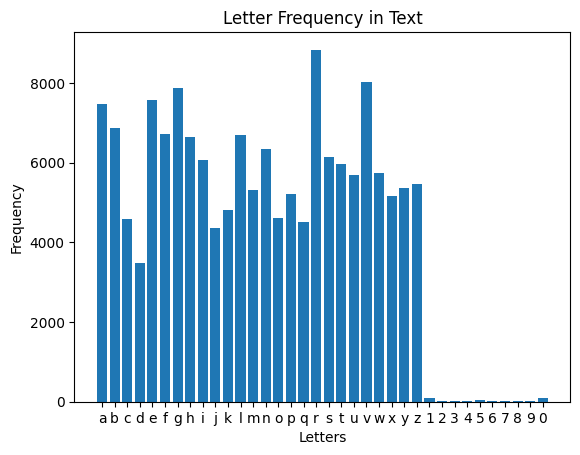 Letter Frequency in Text
Frequency
8000
6000
4000
2000
0
a b c d e f g h i j k l m n o p q r s t u v w x y z 1 2 3 4 5 6 7 8 9 0
Letters